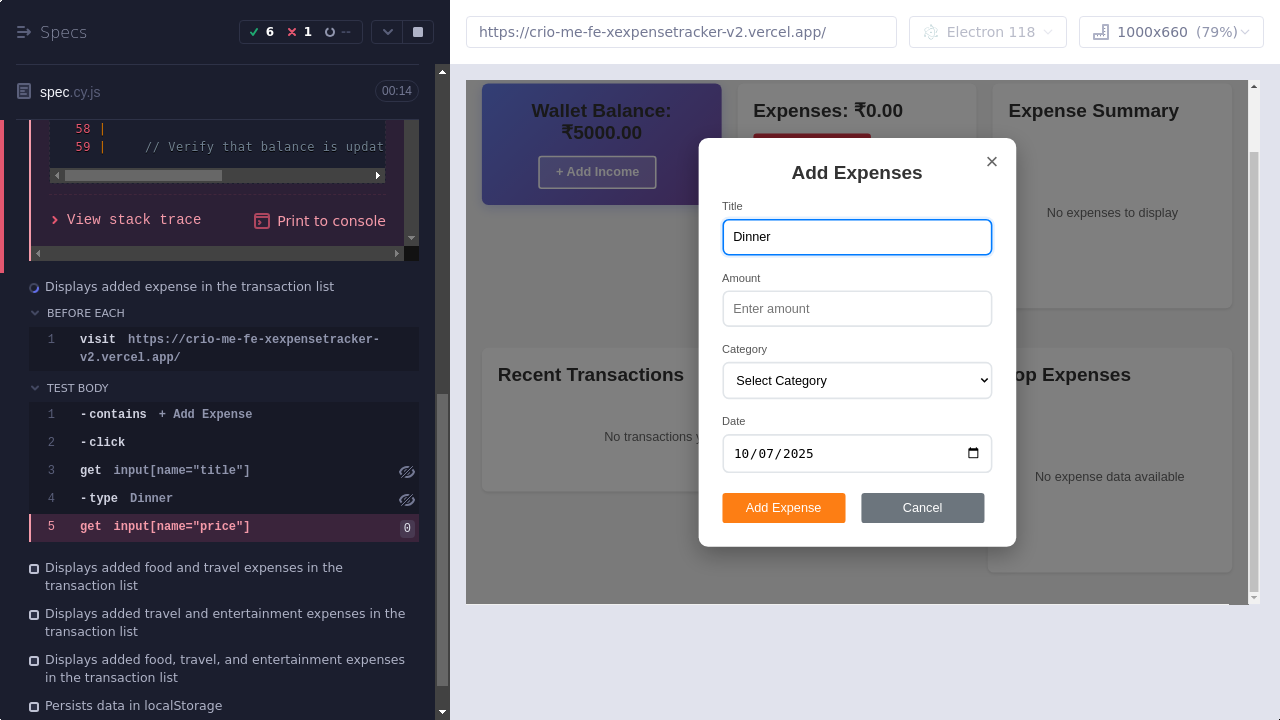 Specs
6
1
--
spec.cy.js
00:14
58 |
59 |     // Verify that balance is updat
> View stack trace
Print to console
Displays added expense in the transaction list
BEFORE EACH
1 visit https://crio-me-fe-xexpensetracker-
v2.vercel.app/
TEST BODY
1 -contains + Add Expense
2 -click
3 get input[name="title"]
4 -type Dinner
5 get input[name="price"] 0
Displays added food and travel expenses in the
transaction list
Displays added travel and entertainment expenses in the
transaction list
Displays added food, travel, and entertainment expenses
in the transaction list
Persists data in localStorage
https://crio-me-fe-xexpensetracker-v2.vercel.app/
Electron 118
1000x660 (79%)
Wallet Balance:
₹5000.00
+ Add Income
Expenses: ₹0.00
Expense Summary
No expenses to display
Recent Transactions
No transactions y
op Expenses
No expense data available
Add Expenses
×
Title
Dinner
Amount
Enter amount
Category
Select Category
Date
10/07/2025
Add Expense
Cancel